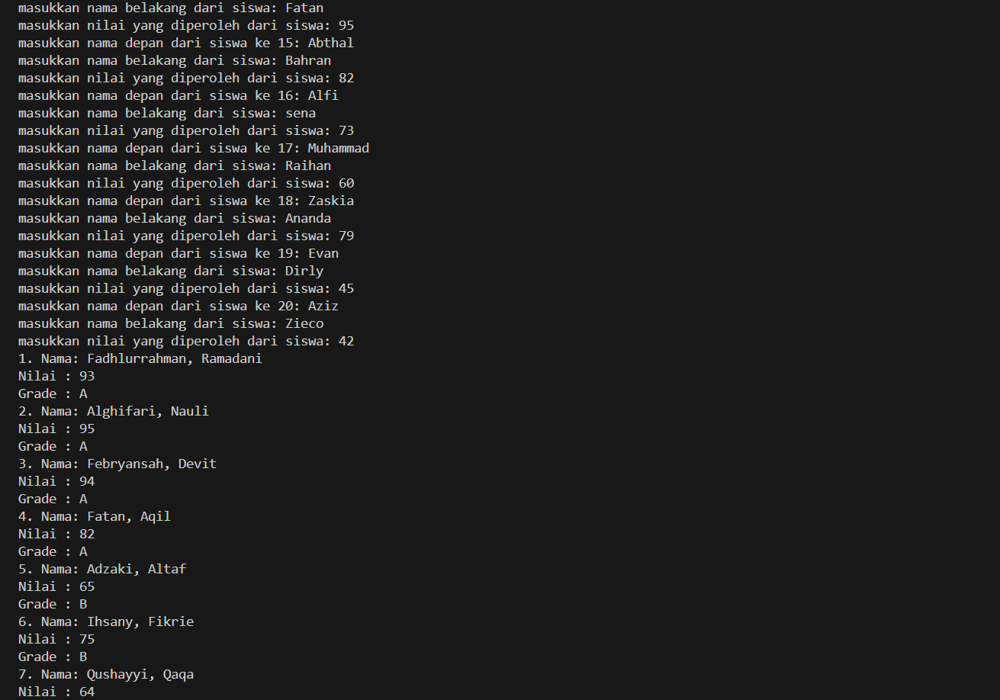 masukkan nama belakang dari siswa: Fatan
masukkan nilai yang diperoleh dari siswa: 95
masukkan nama depan dari siswa ke 15: Abthal
masukkan nama belakang dari siswa: Bahran
masukkan nilai yang diperoleh dari siswa: 82
masukkan nama depan dari siswa ke 16: Alfi
masukkan nama belakang dari siswa: sena
masukkan nilai yang diperoleh dari siswa: 73
masukkan nama depan dari siswa ke 17: Muhammad
masukkan nama belakang dari siswa: Raihan
masukkan nilai yang diperoleh dari siswa: 60
masukkan nama depan dari siswa ke 18: Zaskia
masukkan nama belakang dari siswa: Ananda
masukkan nilai yang diperoleh dari siswa: 79
masukkan nama depan dari siswa ke 19: Evan
masukkan nama belakang dari siswa: Dirly
masukkan nilai yang diperoleh dari siswa: 45
masukkan nama depan dari siswa ke 20: Aziz
masukkan nama belakang dari siswa: Zieco
masukkan nilai yang diperoleh dari siswa: 42
1. Nama: Fadhlurrahman, Ramadani
Nilai : 93
Grade : A
2. Nama: Alghifari, Nauli
Nilai : 95
Grade : A
3. Nama: Febryansah, Devit
Nilai : 94
Grade : A
4. Nama: Fatan, Aqil
Nilai : 82
Grade : A
5. Nama: Adzaki, Altaf
Nilai : 65
Grade : B
6. Nama: Ihsany, Fikrie
Nilai : 75
Grade : B
7. Nama: Qushayyi, Qaqa
Nilai : 64